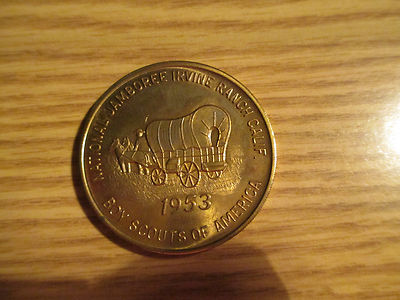 NATIONAL JAMBOREE IRVINE RANCH CALIF.
1953
BOY SCOUTS OF AMERICA